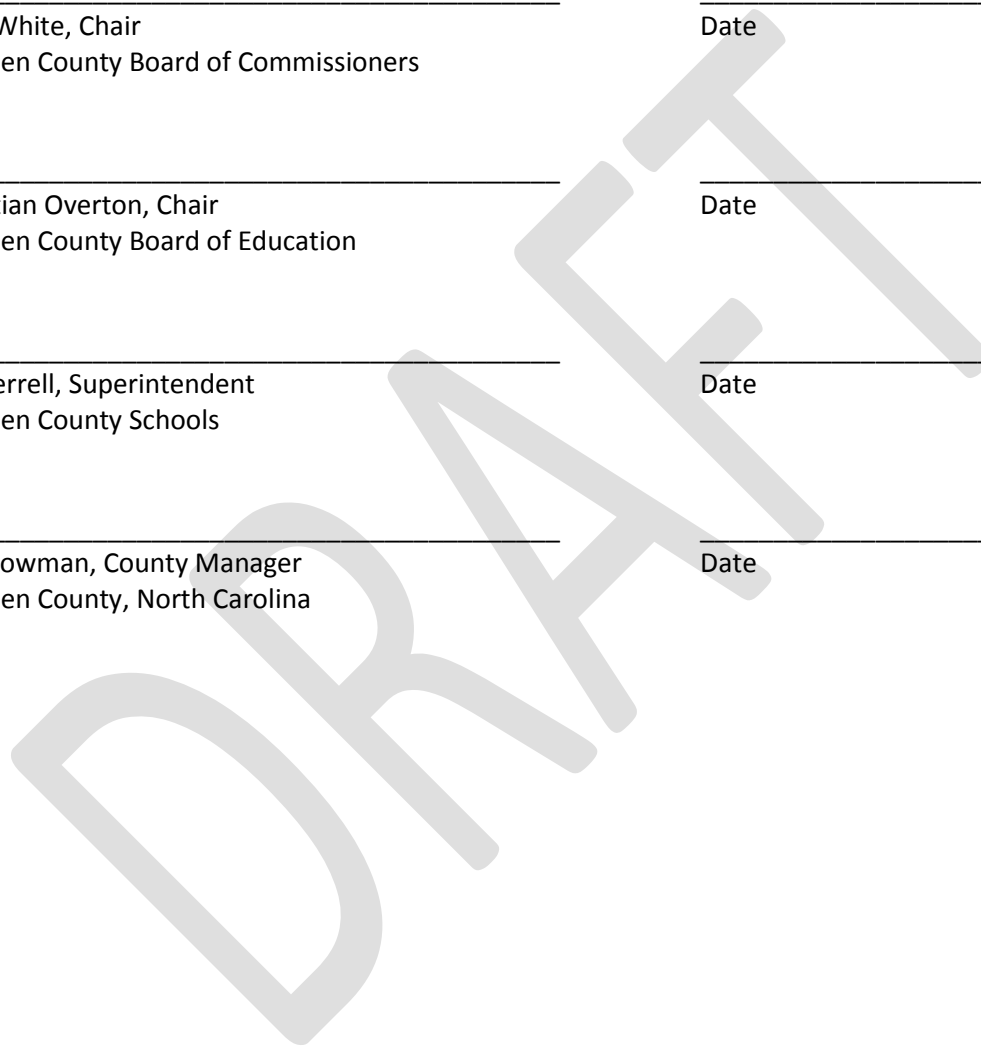 White, Chair Date
en County Board of Commissioners
ian Overton, Chair Date
en County Board of Education
errell, Superintendent Date
en County Schools
owman, County Manager Date
en County, North Carolina
DRAFT